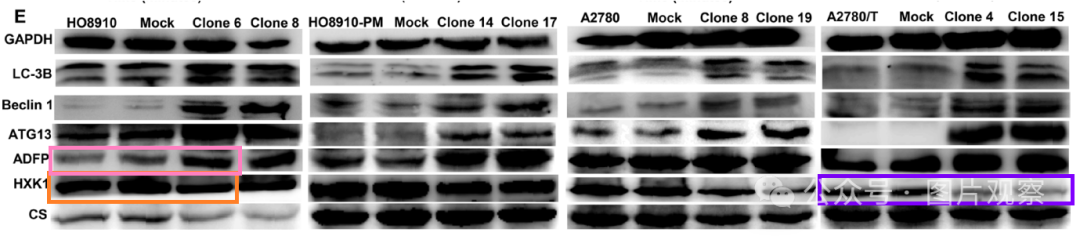 E
HO8910 Mock Clone 6 Clone 8 HO8910-PM Mock Clone 14 Clone 17 A2780 Mock Clone 8 Clone 19 A2780/T Mock Clone 4 Clone 15
GAPDH
LC-3B
Beclin 1
ATG13
ADFP
HXK1
公众号 · 图片观察
CS